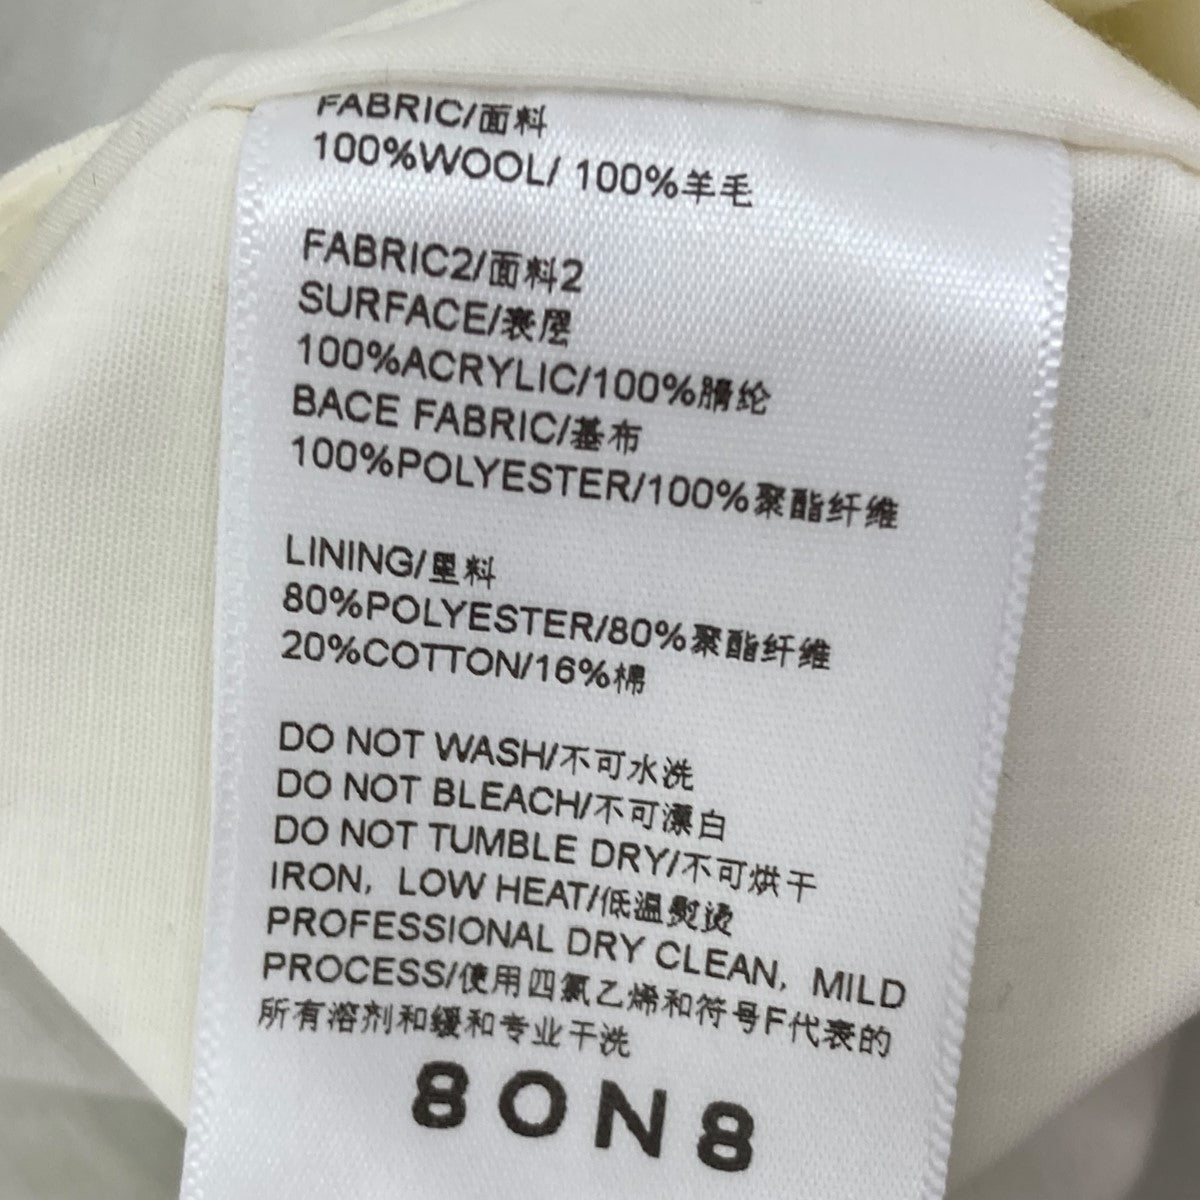 FABRIC/面料
100%WOOL/ 100%羊毛
FABRIC2/面料2
SURFACE/表层
100%ACRYLIC/100%腈纶
BACE FABRIC/基布
100%POLYESTER/100%聚酯纤维
LINING/里料
80%POLYESTER/80%聚酯纤维
20%COTTON/16%棉
DO NOT WASH/不可水洗
DO NOT BLEACH/不可漂白
DO NOT TUMBLE DRY/不可烘干
IRON, LOW HEAT/低温熨烫
PROFESSIONAL DRY CLEAN, MILD
PROCESS/使用四氯乙烯和符号F代表的
所有溶剂和缓和专业干洗
8ON8